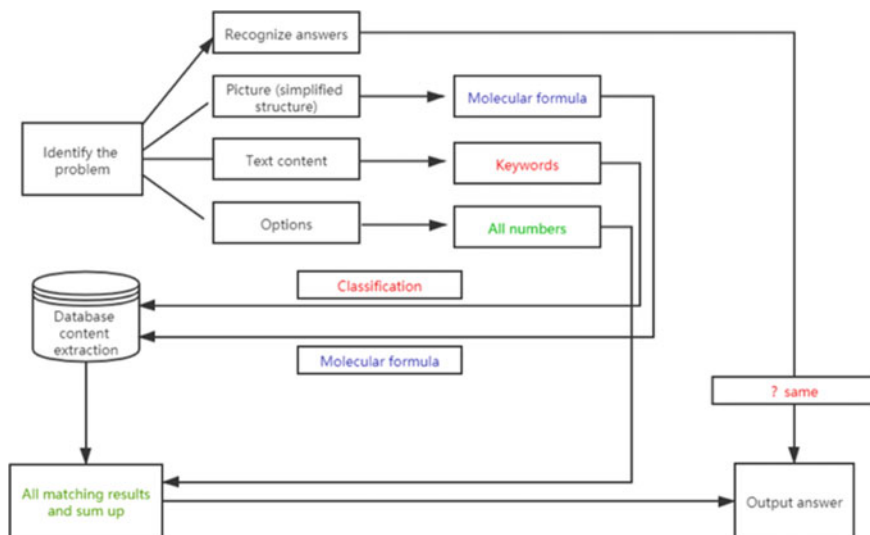 Recognize answers
Picture (simplified
structure)
Molecular formula
Identify the
problem
Text content
Keywords
Options
All numbers
Classification
Database
content
extraction
Molecular formula
? same
All matching results
and sum up
Output answer